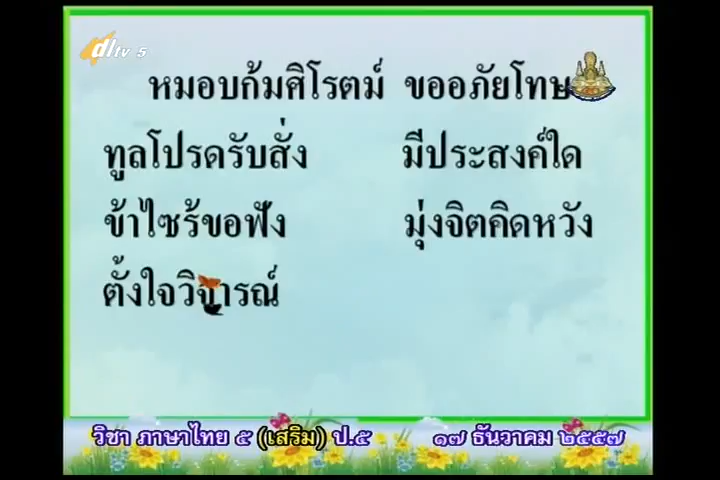 dltv 5
หมอบก้มศิโรตม์ ขออภัยโทษ
ทูลโปรดรับสั่ง มีประสงค์ใด
ข้าไซร้ขอฟัง มุ่งจิตคิดหวัง
ตั้งใจวิจารณ์
วิชา ภาษาไทย ๕ (เสริม) ป.๕ ๑๗ ธันวาคม ๒๕๕๗